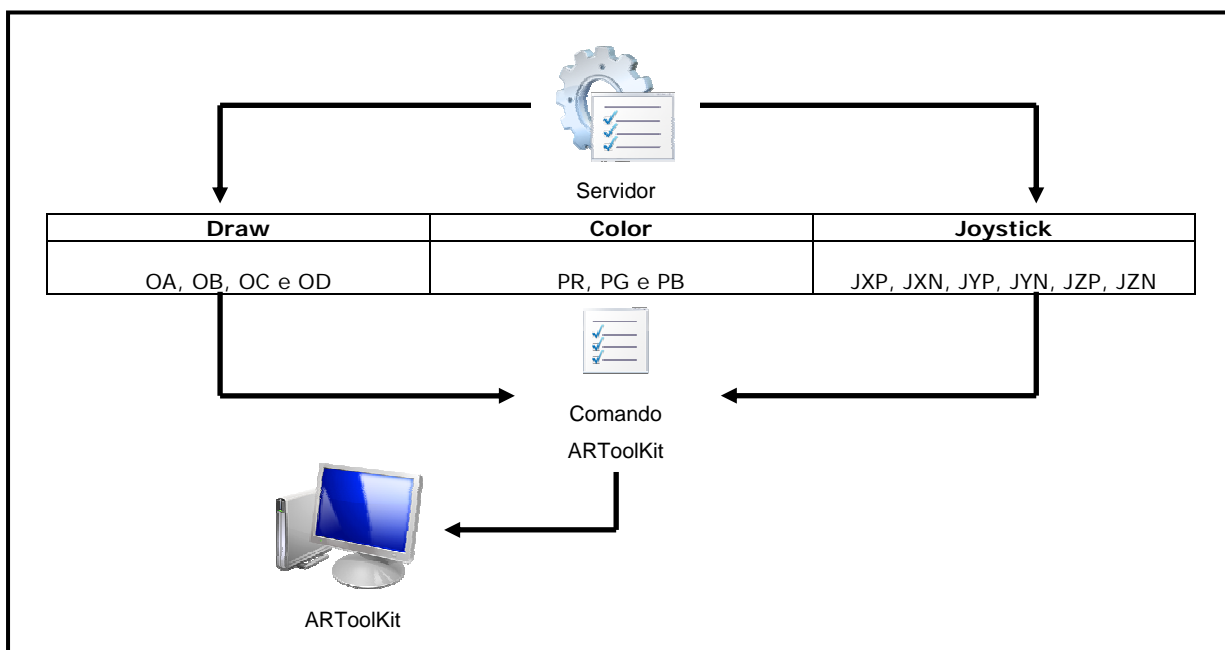 Servidor
Draw Color Joystick
OA, OB, OC e OD PR, PG e PB JXP, JXN, JYP, JYN, JZP, JZN
Comando
ARToolKit
ARToolKit